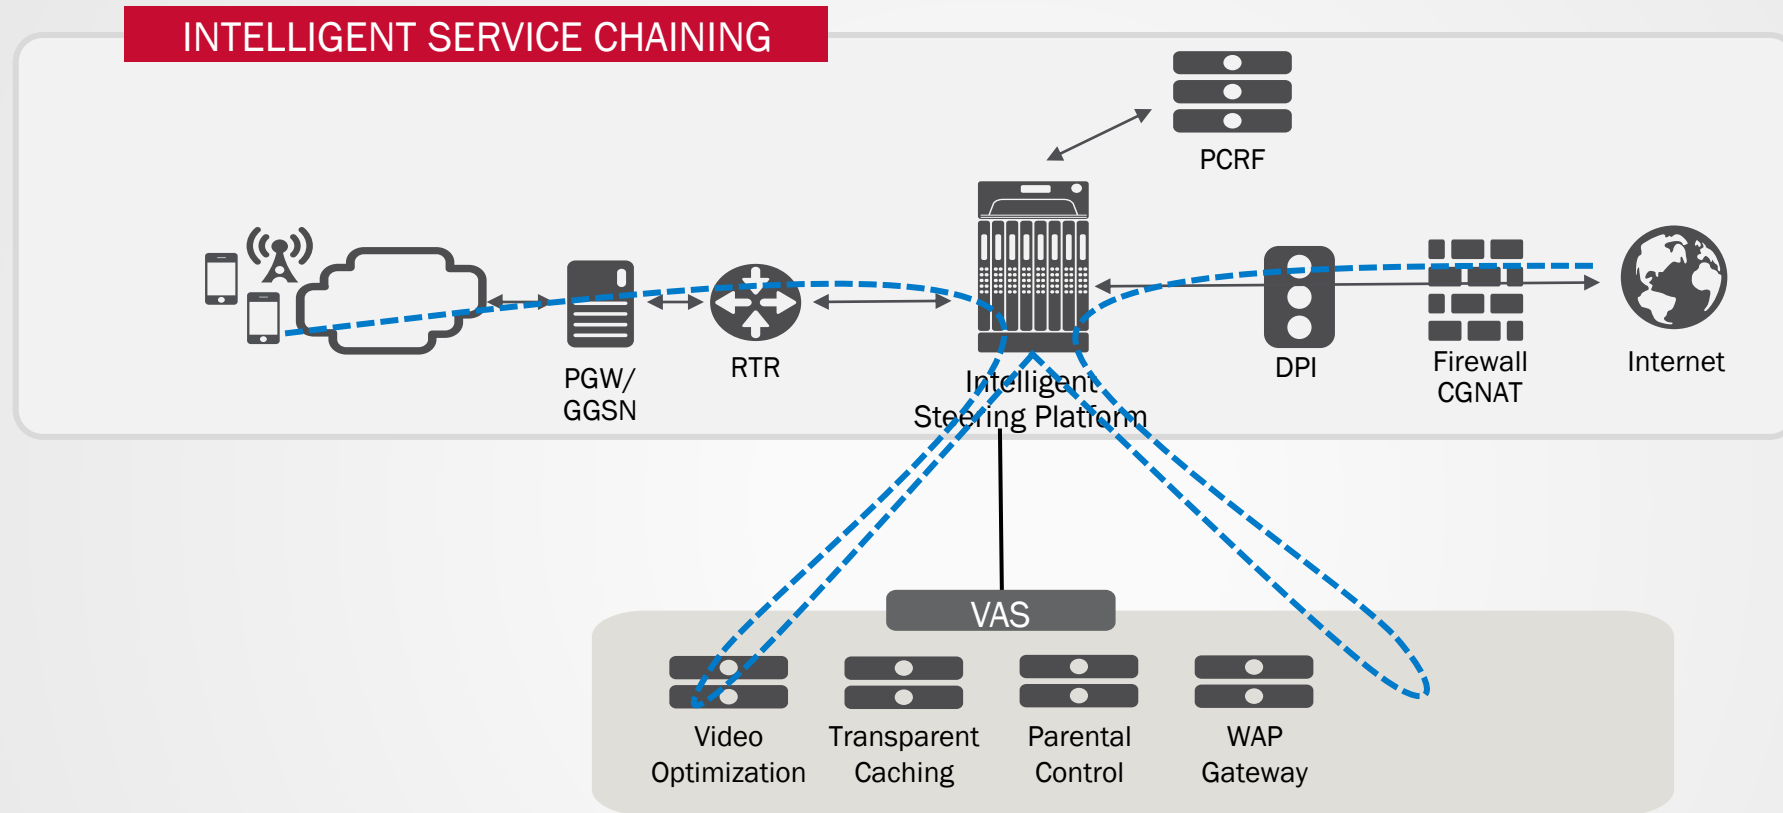 INTELLIGENT SERVICE CHAINING
PCRF
PGW/
GGSN
RTR
Intelligent
Steering Platform
DPI
Firewall
CGNAT
Internet
VAS
Video
Optimization
Transparent
Caching
Parental
Control
WAP
Gateway